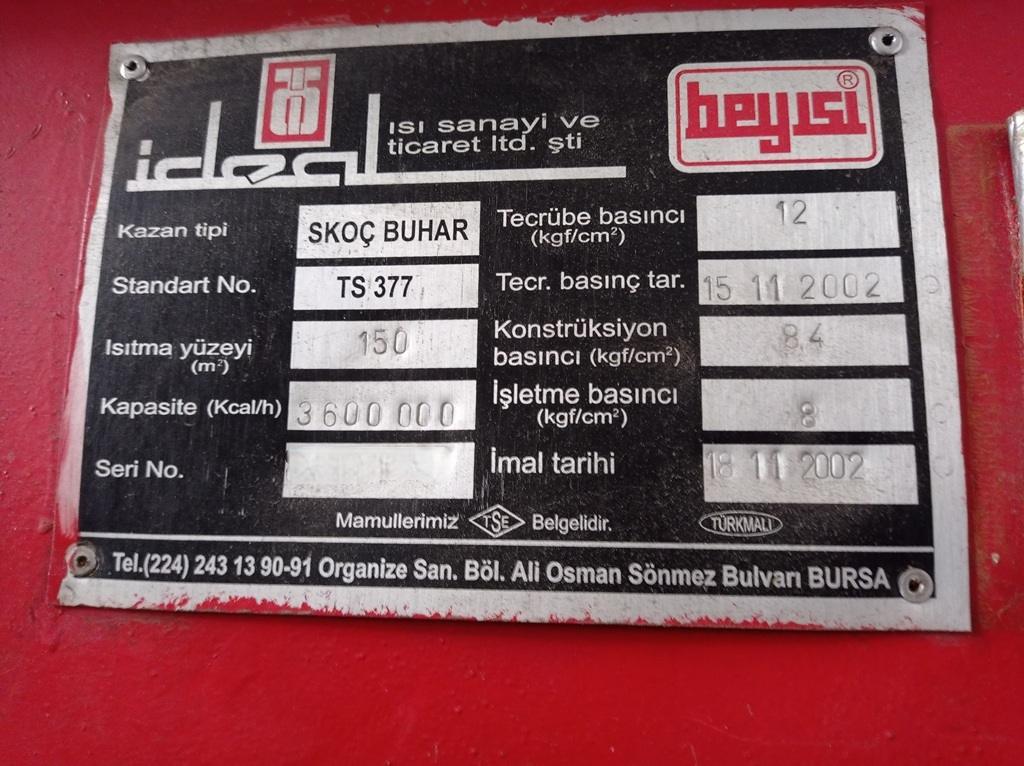 ideal
ısı sanayi ve
ticaret ltd. şti
beyısı ®
Kazan tipi SKOÇ BUHAR
Standart No. TS 377
Isıtma yüzeyi (m²) 150
Kapasite (Kcal/h) 3 600 000
Seri No.
Tecrübe basıncı (kgf/cm²) 12
Tecr. basınç tar. 15 11 2002
Konstrüksiyon
basıncı (kgf/cm²) 8,4
İşletme basıncı (kgf/cm²) 8
İmal tarihi 18 11 2002
Mamullerimiz TSE Belgelidir. TÜRKMALI
Tel.(224) 243 13 90-91 Organize San. Böl. Ali Osman Sönmez Bulvarı BURSA